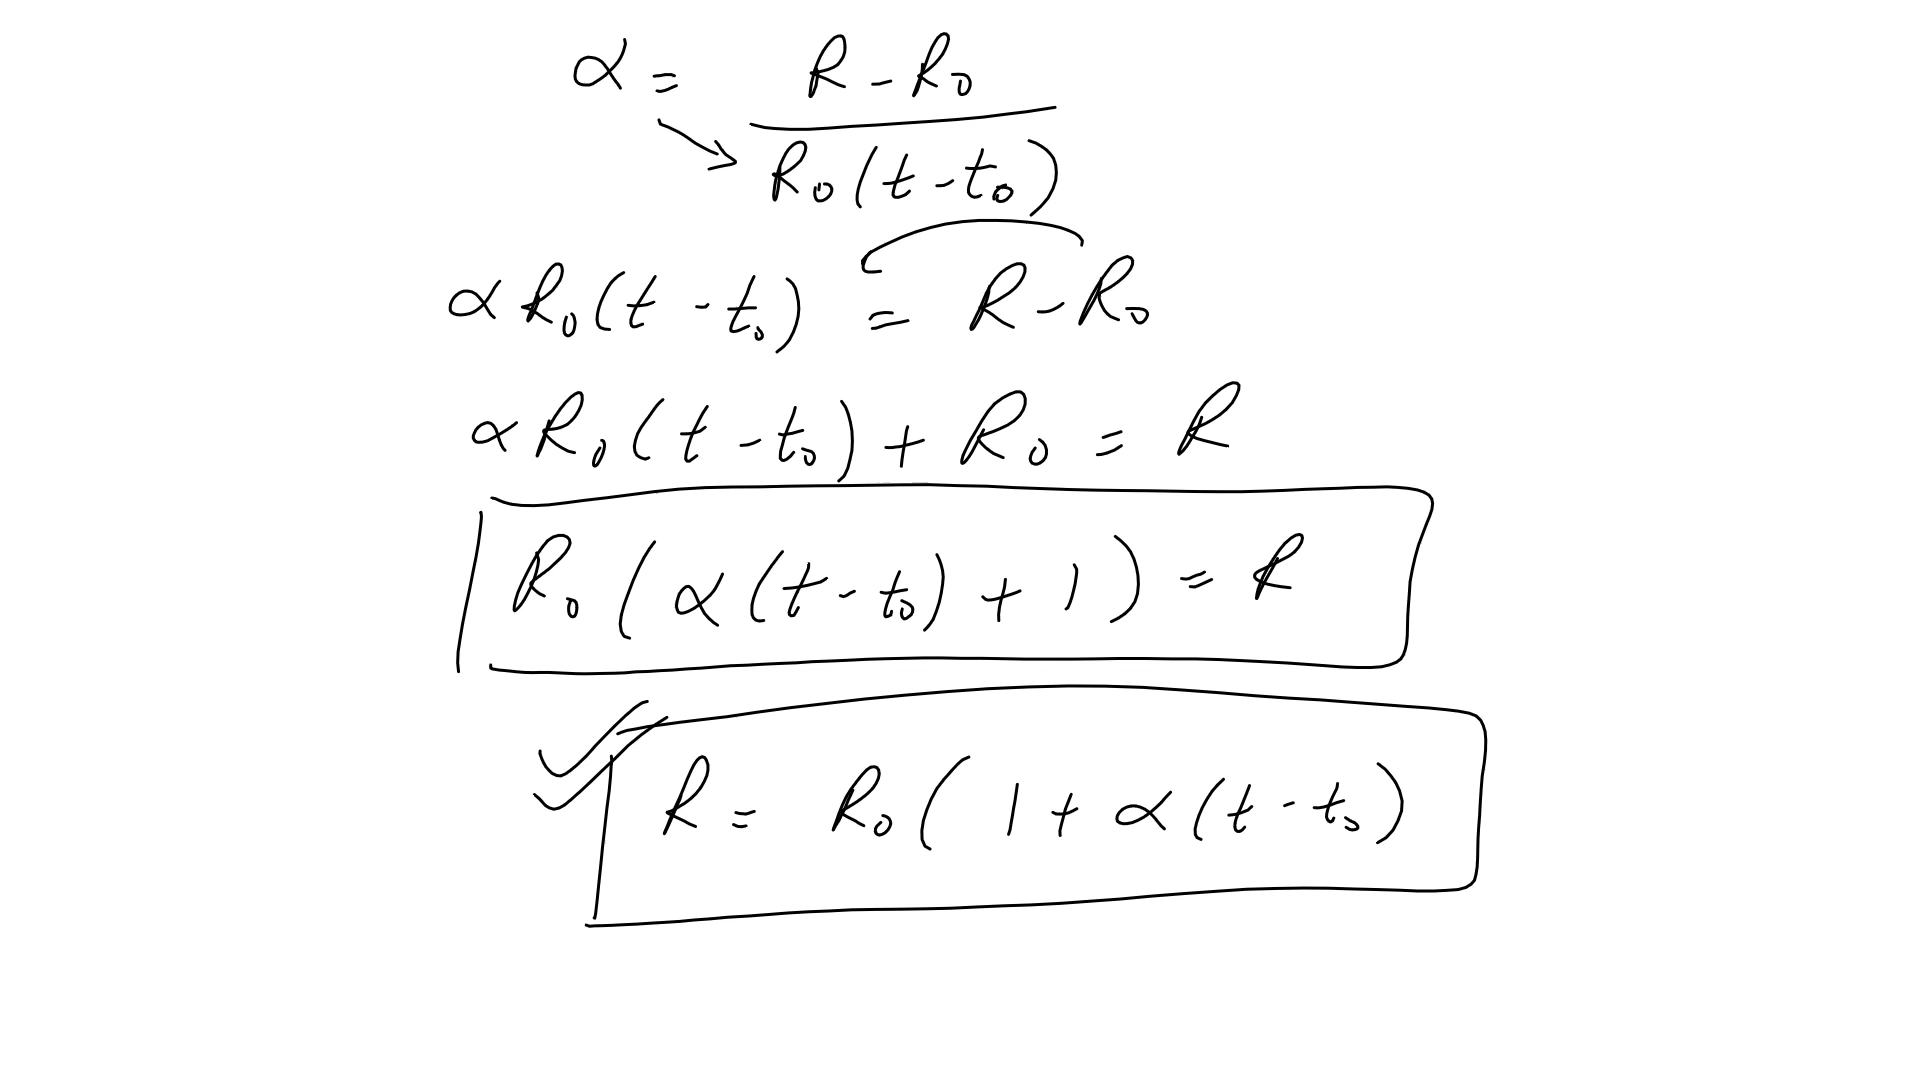 α = (R - R₀) / (R₀(t - t₀))
αR₀(t - t₀) = R - R₀
αR₀(t - t₀) + R₀ = R
R₀(α(t - t₀) + 1) = R
R = R₀(1 + α(t - t₀)